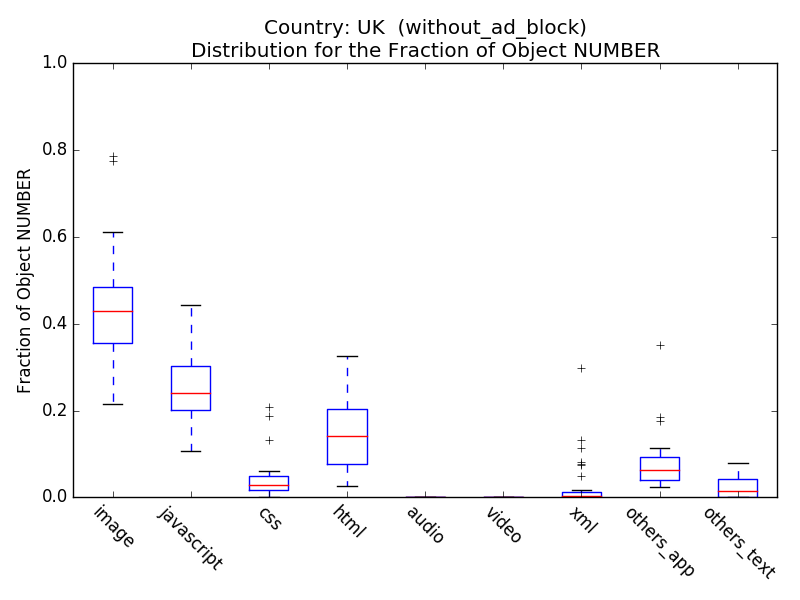 Country: UK  (without_ad_block)
Distribution for the Fraction of Object NUMBER
Fraction of Object NUMBER
1.0
0.8
0.6
0.4
0.2
0.0
image
javascript
css
html
audio
video
xml
others_app
others_text